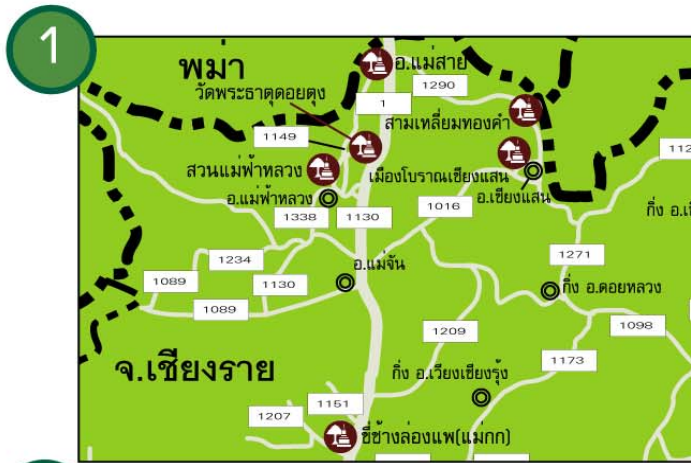 1
พม่า
อ.แม่สาย
วัดพระธาตุดอยตุง
1
1290
สามเหลี่ยมทองคำ
1149
สวนแม่ฟ้าหลวง
เมืองโบราณเชียงแสน
อ.แม่ฟ้าหลวง
อ.เชียงแสน
1338
1130
1016
1234
1271
อ.แม่จัน
1089
1130
กิ่ง อ.ดอยหลวง
1089
1209
1098
1173
จ.เชียงราย
กิ่ง อ.เวียงเชียงรุ้ง
1151
1207
ขี่ช้างล่องแพ(แม่กก)